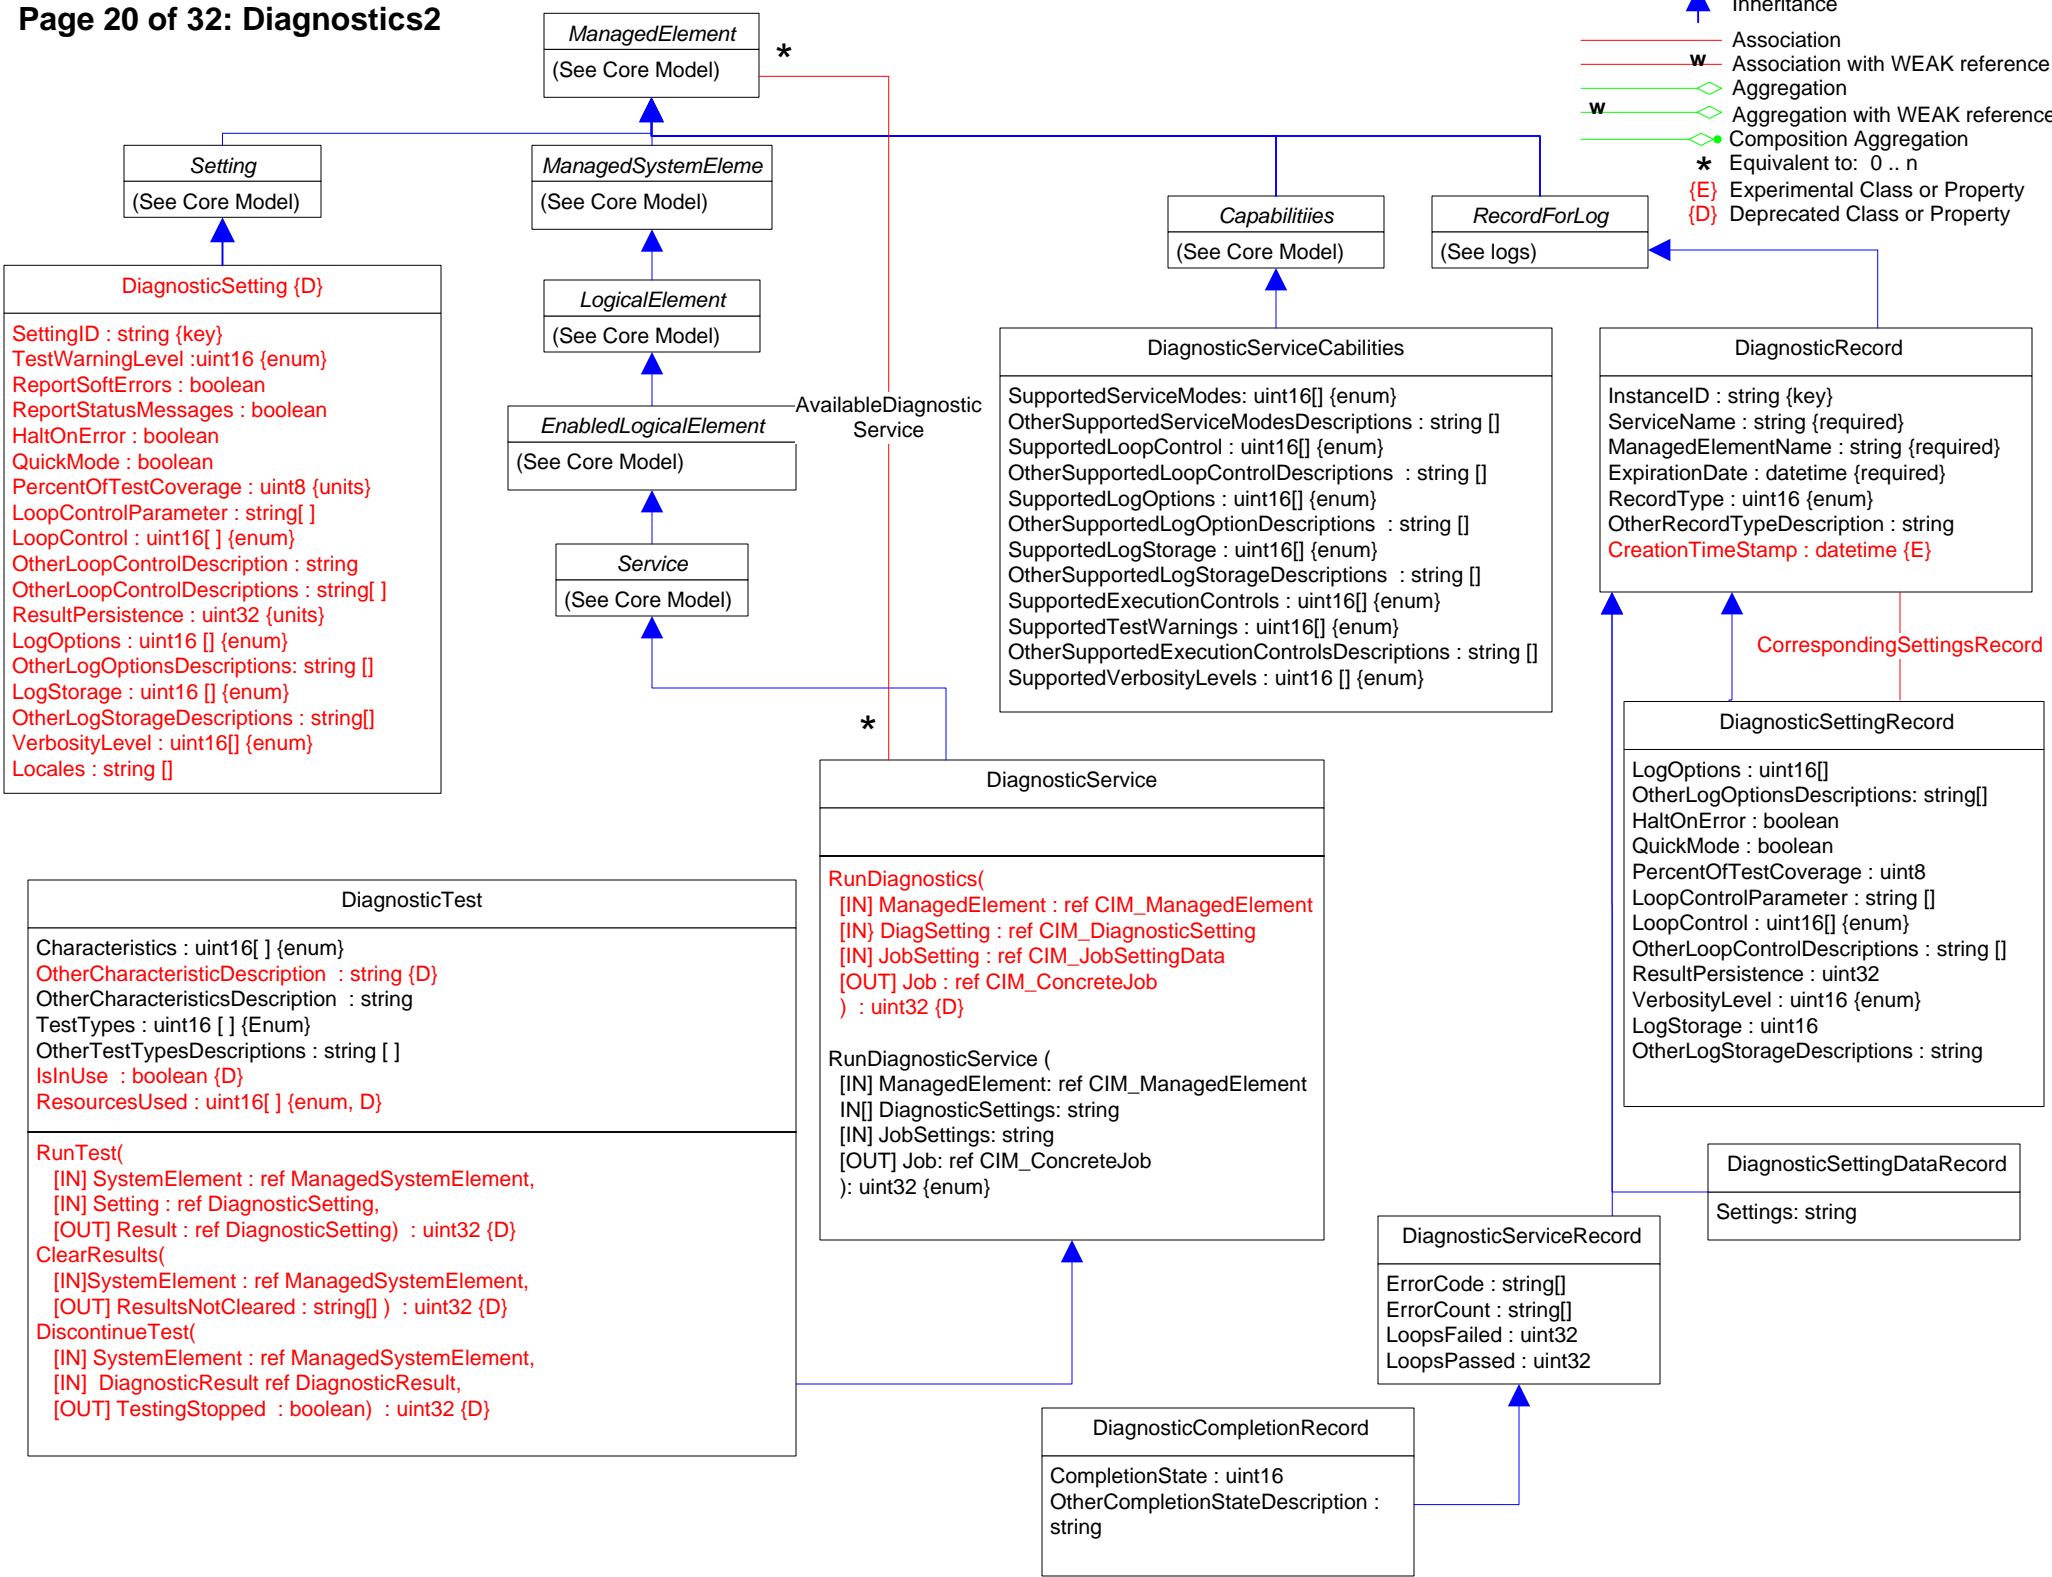 Page 20 of 32: Diagnostics2
Inheritance
Association
w
Association with WEAK reference
Aggregation
w
Aggregation with WEAK reference
Composition Aggregation
* Equivalent to: 0 .. n
{E} Experimental Class or Property
{D} Deprecated Class or Property
ManagedElement
(See Core Model)
*
Setting
(See Core Model)
ManagedSystemEleme
(See Core Model)
Capabilitiies
(See Core Model)
RecordForLog
(See logs)
LogicalElement
(See Core Model)
EnabledLogicalElement
(See Core Model)
Service
(See Core Model)
AvailableDiagnostic
Service
*
DiagnosticSetting {D}
SettingID : string {key}
TestWarningLevel :uint16 {enum}
ReportSoftErrors : boolean
ReportStatusMessages : boolean
HaltOnError : boolean
QuickMode : boolean
PercentOfTestCoverage : uint8 {units}
LoopControlParameter : string[ ]
LoopControl : uint16[ ] {enum}
OtherLoopControlDescription : string
OtherLoopControlDescriptions : string[ ]
ResultPersistence : uint32 {units}
LogOptions : uint16 [] {enum}
OtherLogOptionsDescriptions: string []
LogStorage : uint16 [] {enum}
OtherLogStorageDescriptions : string[]
VerbosityLevel : uint16[] {enum}
Locales : string []
DiagnosticServiceCabilities
SupportedServiceModes: uint16[] {enum}
OtherSupportedServiceModesDescriptions : string []
SupportedLoopControl : uint16[] {enum}
OtherSupportedLoopControlDescriptions : string []
SupportedLogOptions : uint16[] {enum}
OtherSupportedLogOptionDescriptions : string []
SupportedLogStorage : uint16[] {enum}
OtherSupportedLogStorageDescriptions : string []
SupportedExecutionControls : uint16[] {enum}
SupportedTestWarnings : uint16[] {enum}
OtherSupportedExecutionControlsDescriptions : string []
SupportedVerbosityLevels : uint16 [] {enum}
DiagnosticRecord
InstanceID : string {key}
ServiceName : string {required}
ManagedElementName : string {required}
ExpirationDate : datetime {required}
RecordType : uint16 {enum}
OtherRecordTypeDescription : string
CreationTimeStamp : datetime {E}
CorrespondingSettingsRecord
DiagnosticSettingRecord
LogOptions : uint16[]
OtherLogOptionsDescriptions: string[]
HaltOnError : boolean
QuickMode : boolean
PercentOfTestCoverage : uint8
LoopControlParameter : string []
LoopControl : uint16[] {enum}
OtherLoopControlDescriptions : string []
ResultPersistence : uint32
VerbosityLevel : uint16 {enum}
LogStorage : uint16
OtherLogStorageDescriptions : string
DiagnosticService
RunDiagnostics(
[IN] ManagedElement : ref CIM_ManagedElement
[IN} DiagSetting : ref CIM_DiagnosticSetting
[IN] JobSetting : ref CIM_JobSettingData
[OUT] Job : ref CIM_ConcreteJob
) : uint32 {D}
RunDiagnosticService (
[IN] ManagedElement: ref CIM_ManagedElement
IN[] DiagnosticSettings: string
[IN] JobSettings: string
[OUT] Job: ref CIM_ConcreteJob
): uint32 {enum}
DiagnosticTest
Characteristics : uint16[ ] {enum}
OtherCharacteristicDescription : string {D}
OtherCharacteristicsDescription : string
TestTypes : uint16 [ ] {Enum}
OtherTestTypesDescriptions : string [ ]
IsInUse : boolean {D}
ResourcesUsed : uint16[ ] {enum, D}
RunTest(
[IN] SystemElement : ref ManagedSystemElement,
[IN] Setting : ref DiagnosticSetting,
[OUT] Result : ref DiagnosticSetting) : uint32 {D}
ClearResults(
[IN]SystemElement : ref ManagedSystemElement,
[OUT] ResultsNotCleared : string[] ) : uint32 {D}
DiscontinueTest(
[IN] SystemElement : ref ManagedSystemElement,
[IN] DiagnosticResult ref DiagnosticResult,
[OUT] TestingStopped : boolean) : uint32 {D}
DiagnosticSettingDataRecord
Settings: string
DiagnosticServiceRecord
ErrorCode : string[]
ErrorCount : string[]
LoopsFailed : uint32
LoopsPassed : uint32
DiagnosticCompletionRecord
CompletionState : uint16
OtherCompletionStateDescription :
string